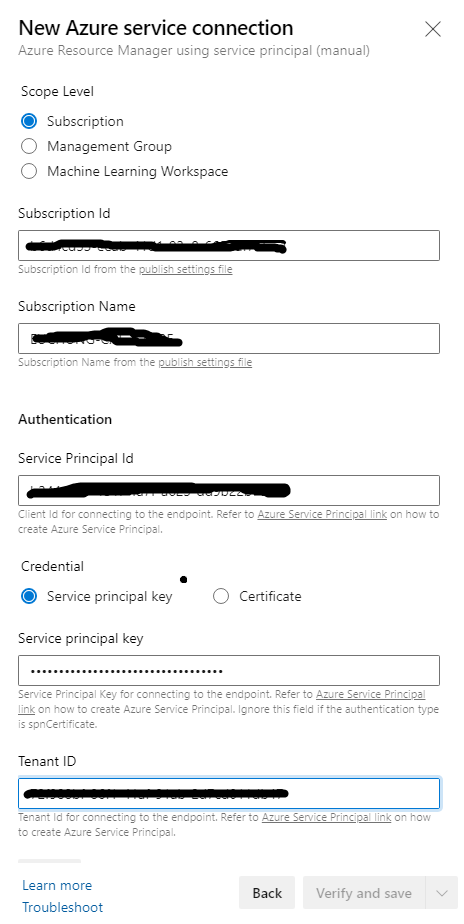 New Azure service connection
Azure Resource Manager using service principal (manual)
Scope Level
Subscription
Management Group
Machine Learning Workspace
Subscription Id
Subscription Id from the publish settings file
Subscription Name
Subscription Name from the publish settings file
Authentication
Service Principal Id
Client Id for connecting to the endpoint. Refer to Azure Service Principal link on how to
create Azure Service Principal.
Credential
Service principal key
Certificate
Service principal key
••••••••••••••••••••••••••••••••••
Service Principal Key for connecting to the endpoint. Refer to Azure Service Principal
link on how to create Azure Service Principal. Ignore this field if the authentication type
is spnCertificate.
Tenant ID
Tenant Id for connecting to the endpoint. Refer to Azure Service Principal link on how
to create Azure Service Principal.
Learn more
Troubleshoot
Back
Verify and save